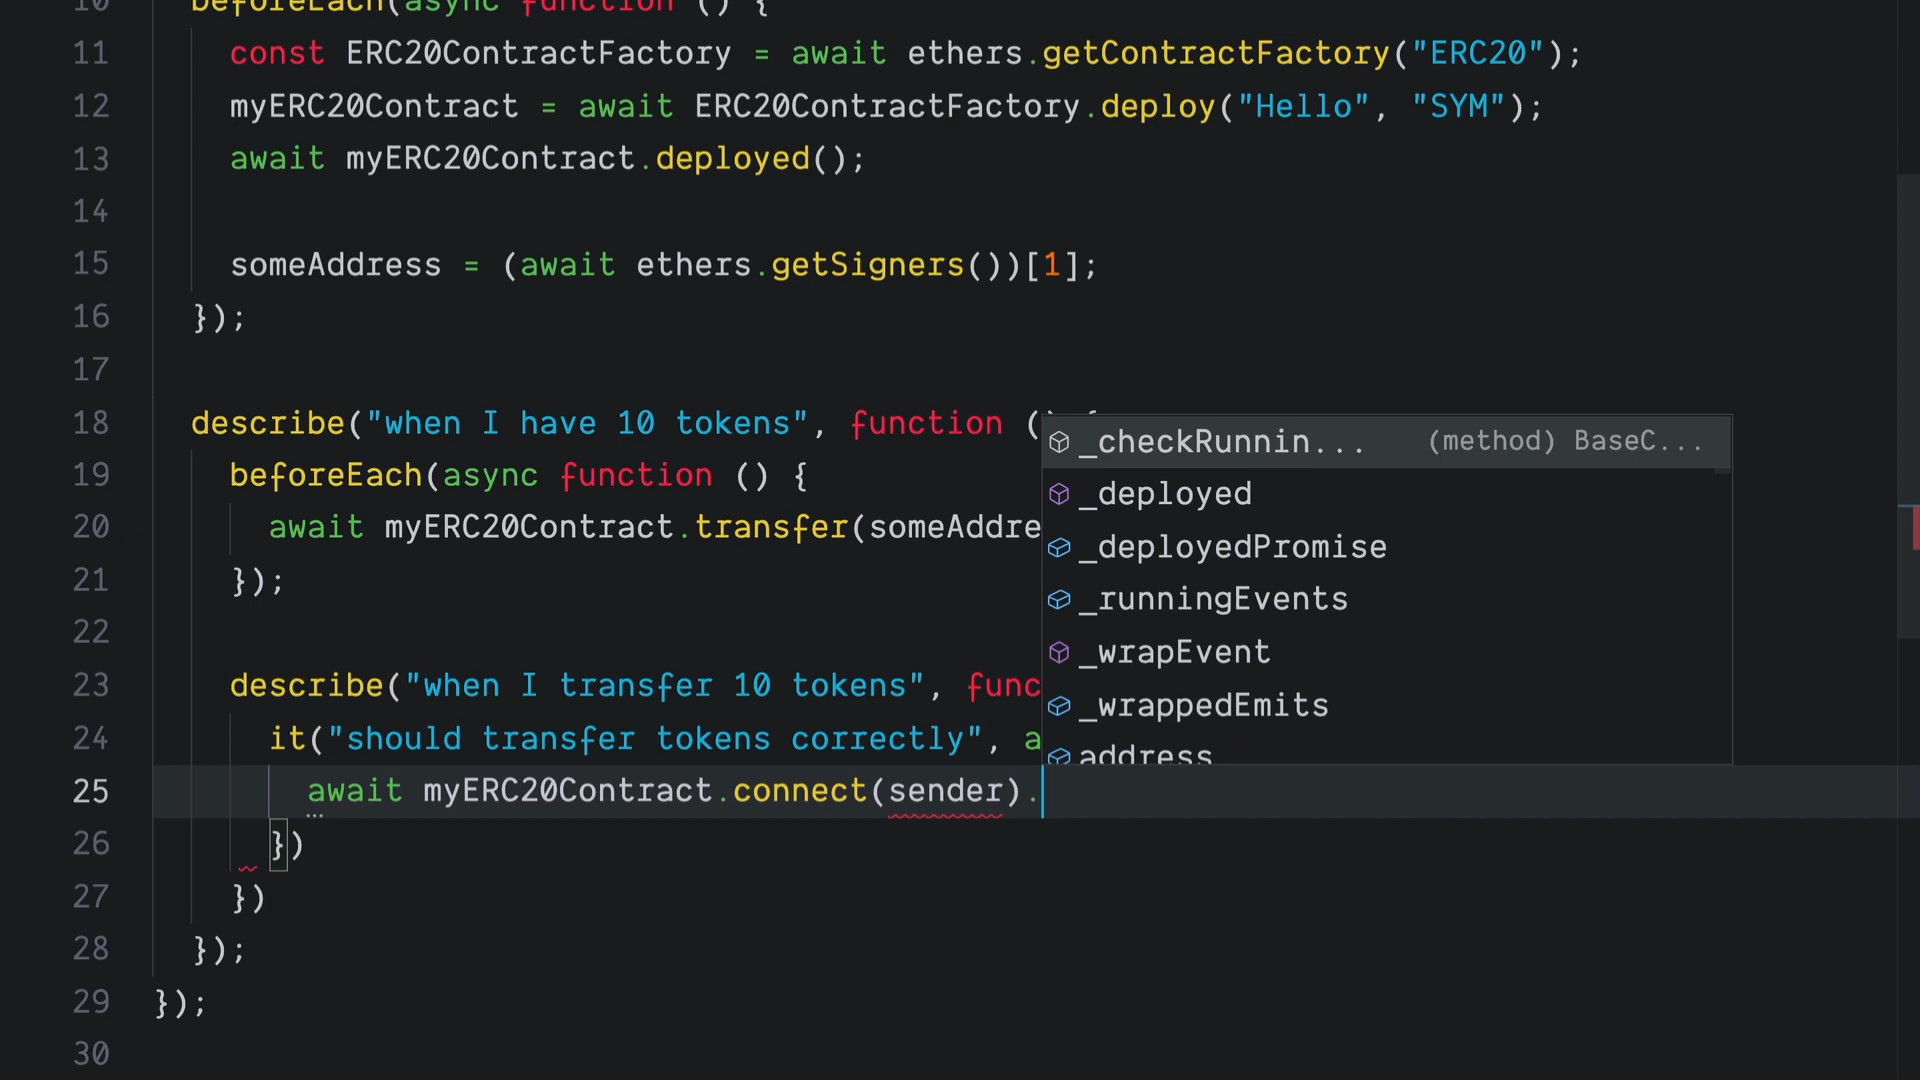 10 beforeEach(async function () {
11 const ERC20ContractFactory = await ethers.getContractFactory("ERC20");
12 myERC20Contract = await ERC20ContractFactory.deploy("Hello", "SYM");
13 await myERC20Contract.deployed();
14
15 someAddress = (await ethers.getSigners())[1];
16 });
17
18 describe("when I have 10 tokens", function () {
_checkRunnin... (method) BaseC...
19 beforeEach(async function () {
_deployed
20 await myERC20Contract.transfer(someAddre
_deployedPromise
21 });
_runningEvents
22
_wrapEvent
23 describe("when I transfer 10 tokens", func
_wrappedEmits
24 it("should transfer tokens correctly", a
address
25 await myERC20Contract.connect(sender).
26 })
27 })
28 });
29 });
30